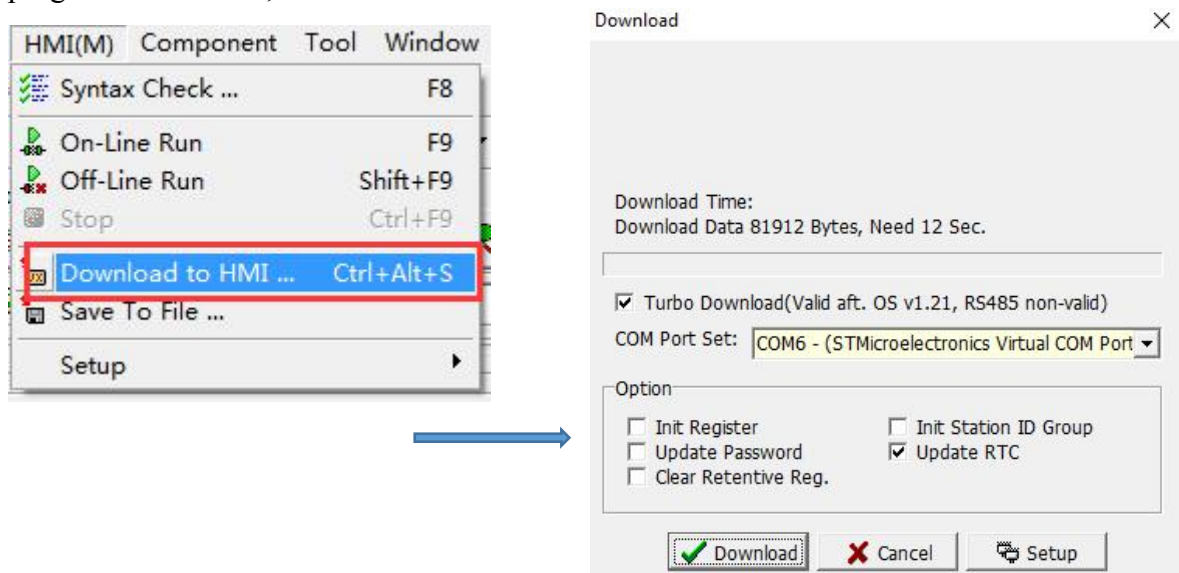 HMI(M) Component Tool Window
Syntax Check ... F8
On-Line Run F9
Off-Line Run Shift+F9
Stop Ctrl+F9
Download to HMI ... Ctrl+Alt+S
Save To File ...
Setup
Download
Download Time:
Download Data 81912 Bytes, Need 12 Sec.
Turbo Download(Valid aft. OS v1.21, RS485 non-valid)
COM Port Set: COM6 - (STMicroelectronics Virtual COM Port
Option
Init Register Init Station ID Group
Update Password Update RTC
Clear Retentive Reg.
Download Cancel Setup